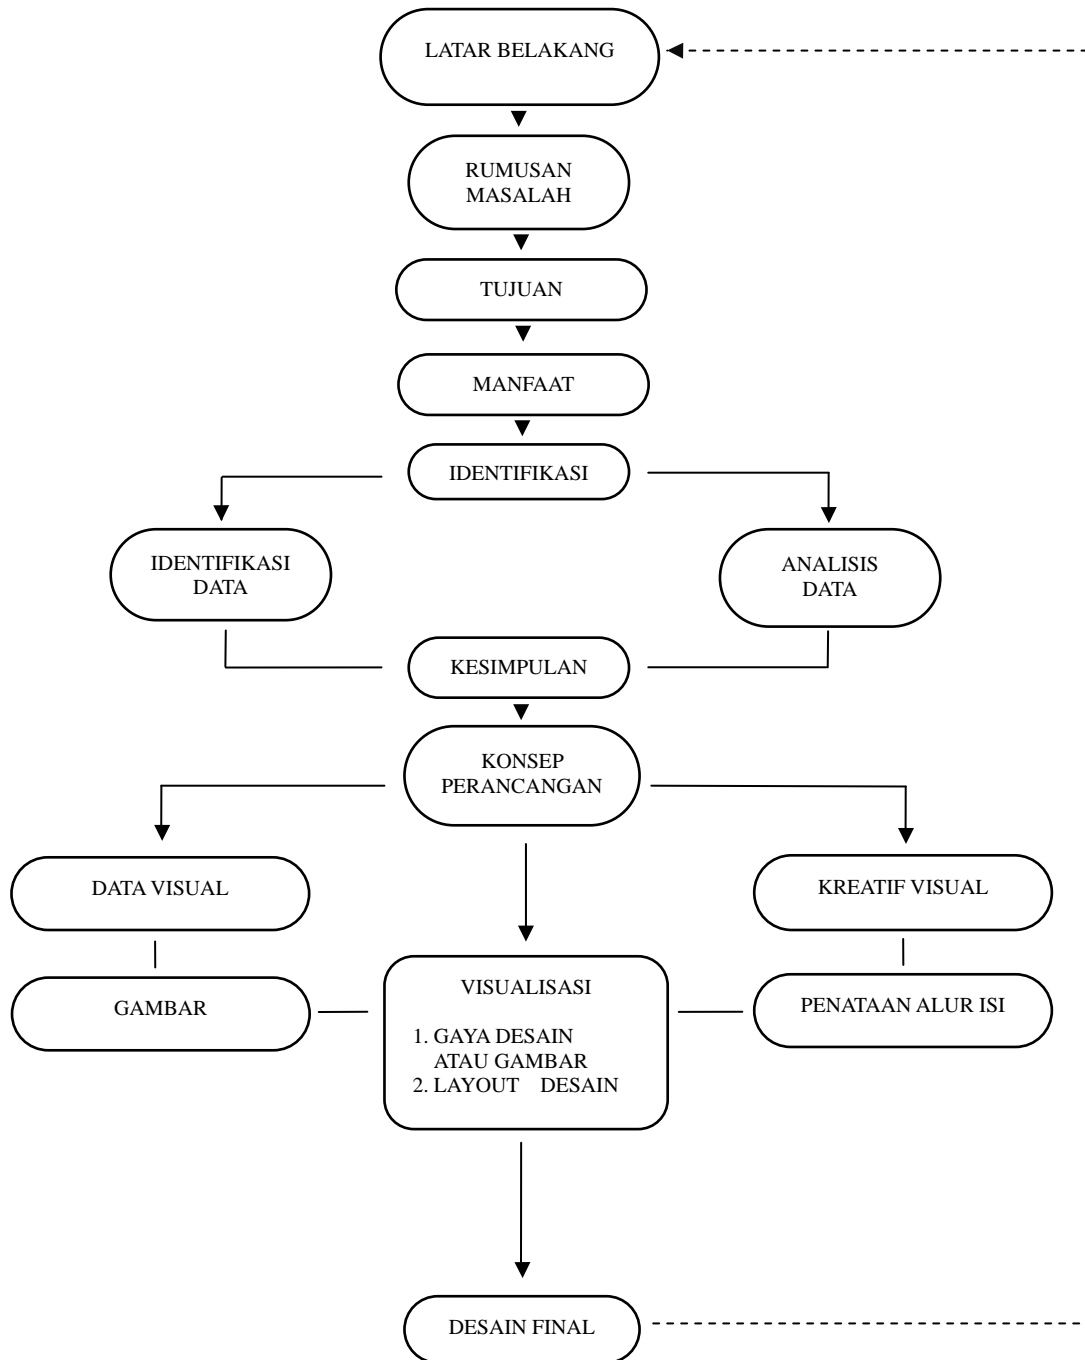 LATAR BELAKANG
RUMUSAN
MASALAH
TUJUAN
MANFAAT
IDENTIFIKASI
IDENTIFIKASI
DATA
ANALISIS
DATA
KESIMPULAN
KONSEP
PERANCANGAN
DATA VISUAL
KREATIF VISUAL
GAMBAR
VISUALISASI
1. GAYA DESAIN
ATAU GAMBAR
2. LAYOUT DESAIN
PENATAAN ALUR ISI
DESAIN FINAL